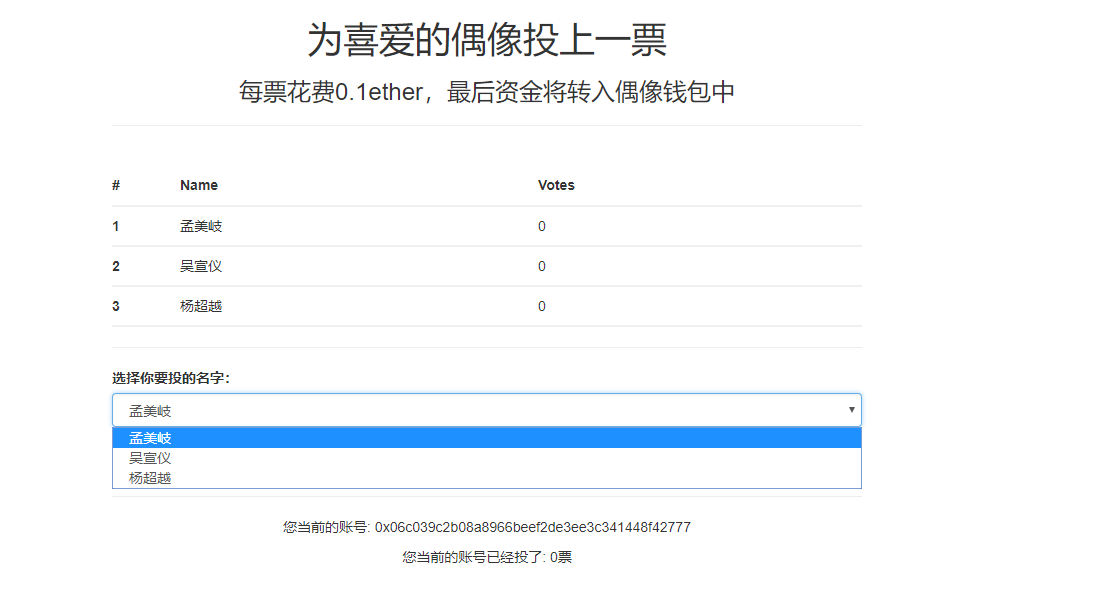 为喜爱的偶像投上一票
每票花费0.1ether，最后资金将转入偶像钱包中
# Name Votes
1 孟美岐 0
2 吴宣仪 0
3 杨超越 0
选择你要投的名字：
孟美岐
孟美岐
吴宣仪
杨超越
您当前的账号: 0x06c039c2b08a8966beef2de3ee3c341448f42777
您当前的账号已经投了: 0票